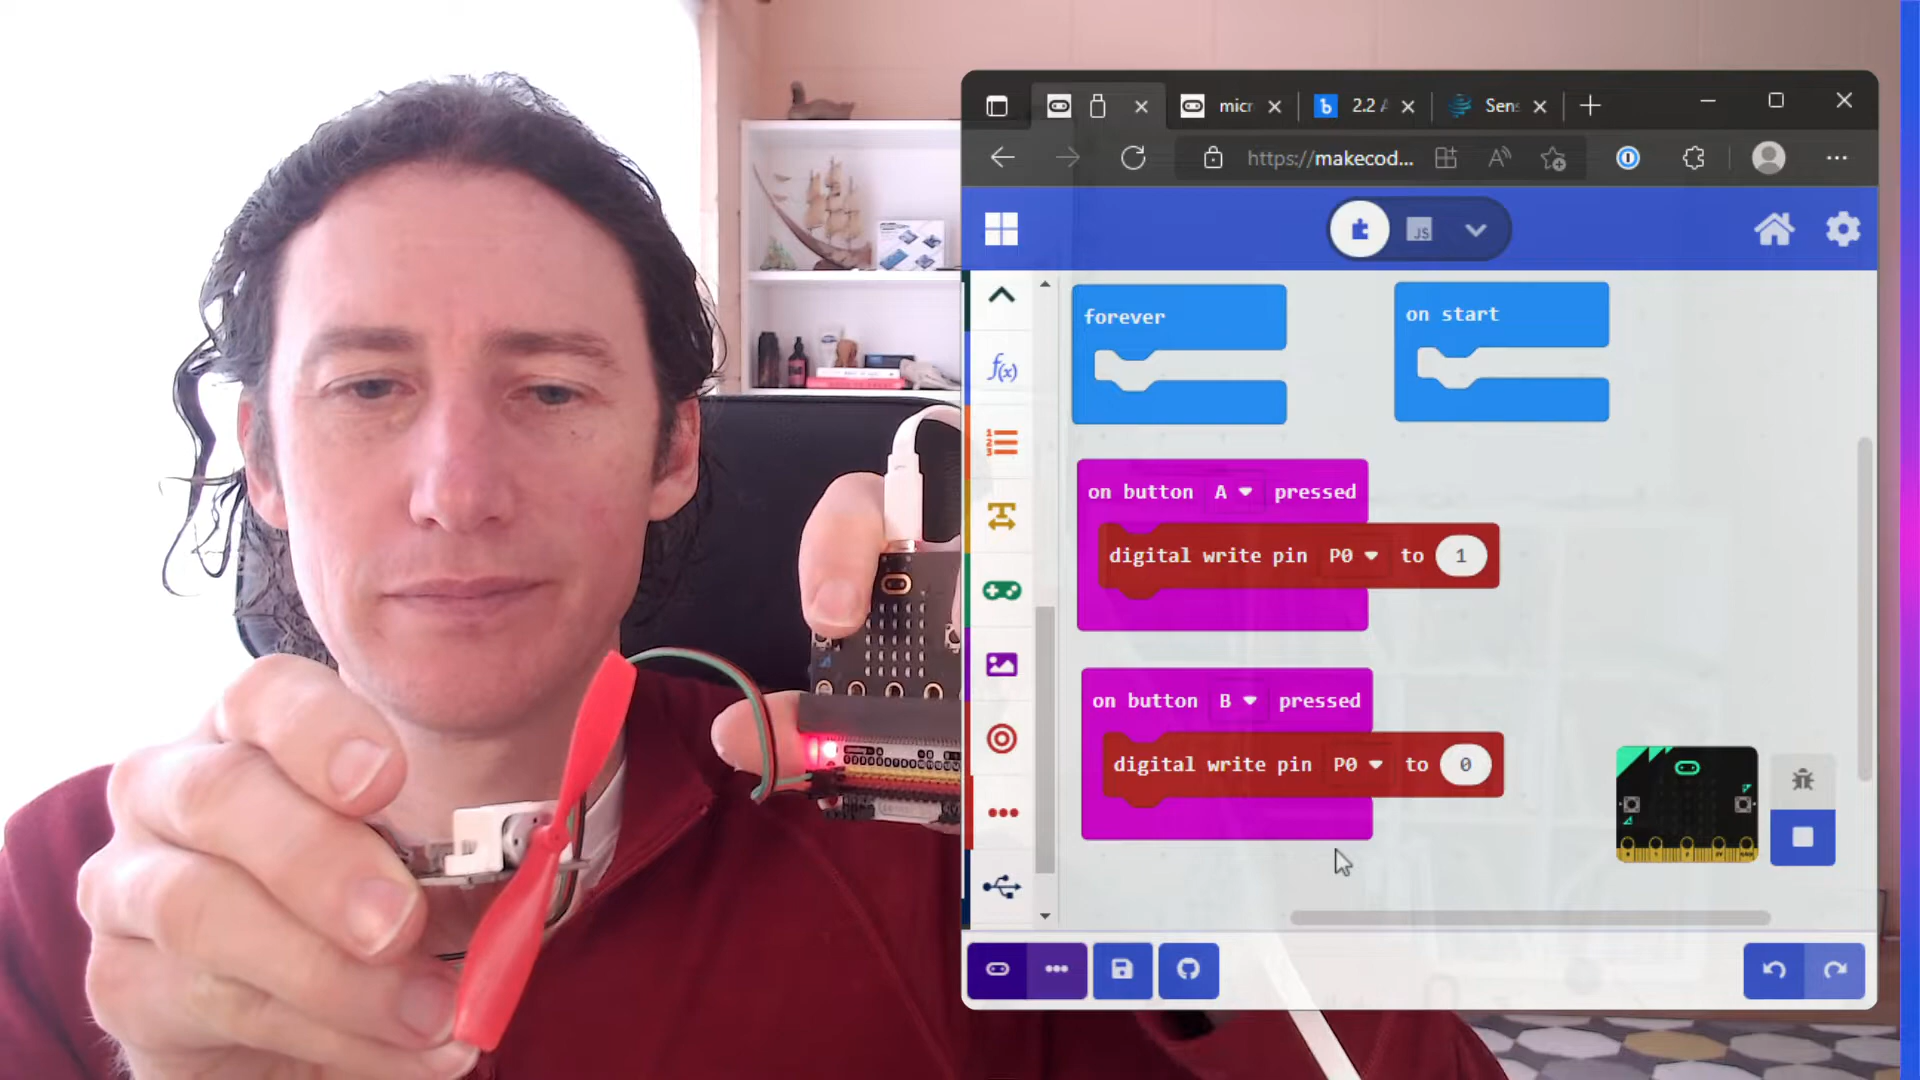 micr
2.2 A
Sens
https://makecod...
JS
forever
on start
f(x)
on button A pressed
digital write pin P0 to 1
on button B pressed
digital write pin P0 to 0